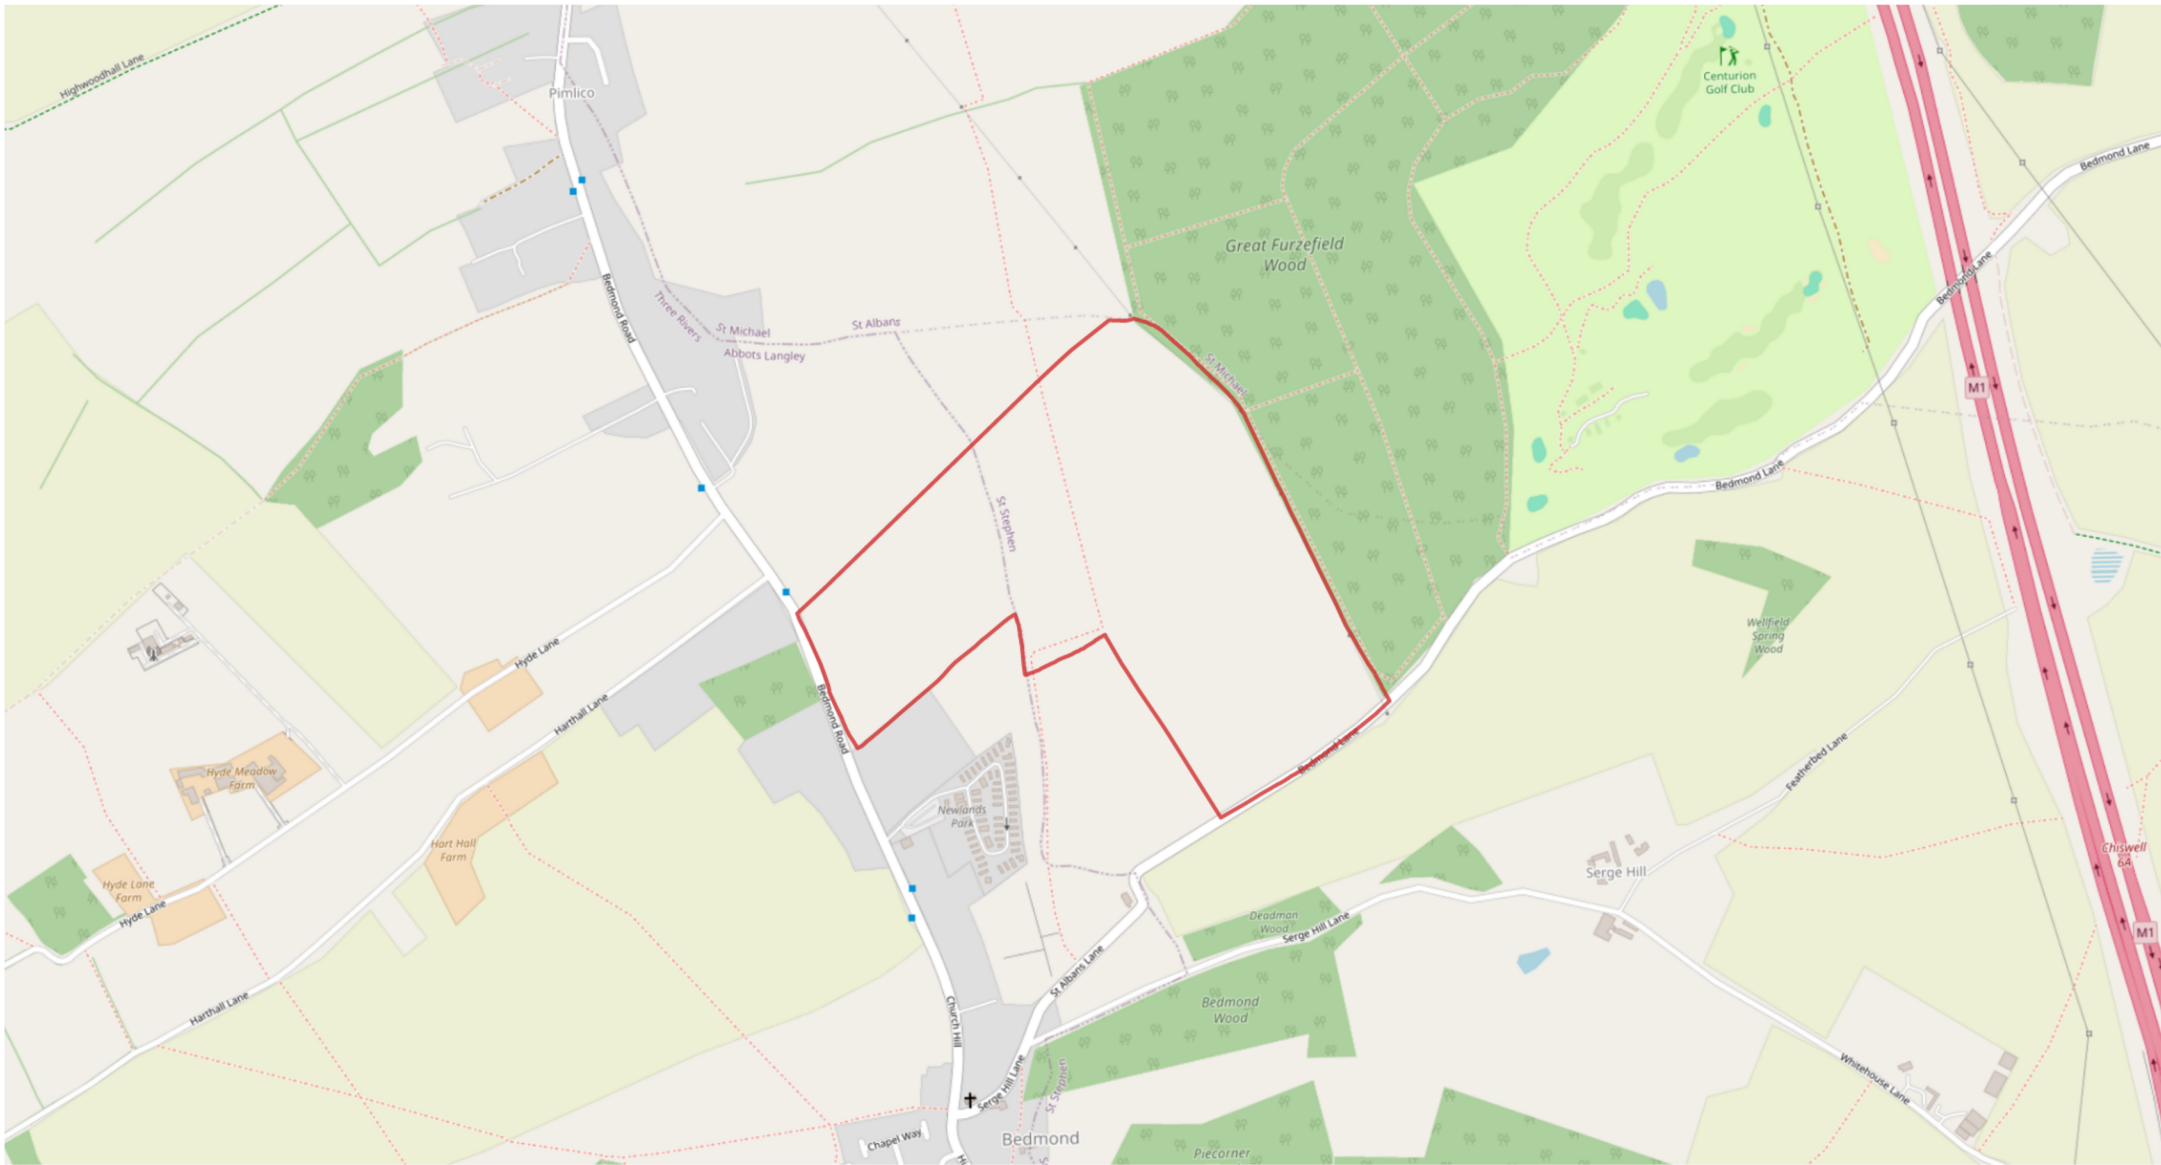 Highwoodhall Lane
Pimlico
Centurion
Golf Club
Bedmond Lane
Great Furzefield
Wood
Bedmond Lane
Bedmond Road
Three Rivers
St Michael
St Albans
Abbots Langley
St Michael
M1
Bedmond Lane
St Stephen
Wellfield
Spring
Wood
Hyde Lane
Harthall Lane
Bedmond Road
Bedmond Lane
Featherbed Lane
Hyde Meadow
Farm
Newlands
Park
Hart Hall
Farm
Chiswell
6A
Serge Hill
Hyde Lane
Farm
Hyde Lane
Deadman
Wood
Serge Hill Lane
M1
St Albans Lane
Harthall Lane
Bedmond
Wood
Church Hill
Serge Hill Lane
St Stephen
Whitehouse Lane
Chapel Way
Bedmond
Piecorner